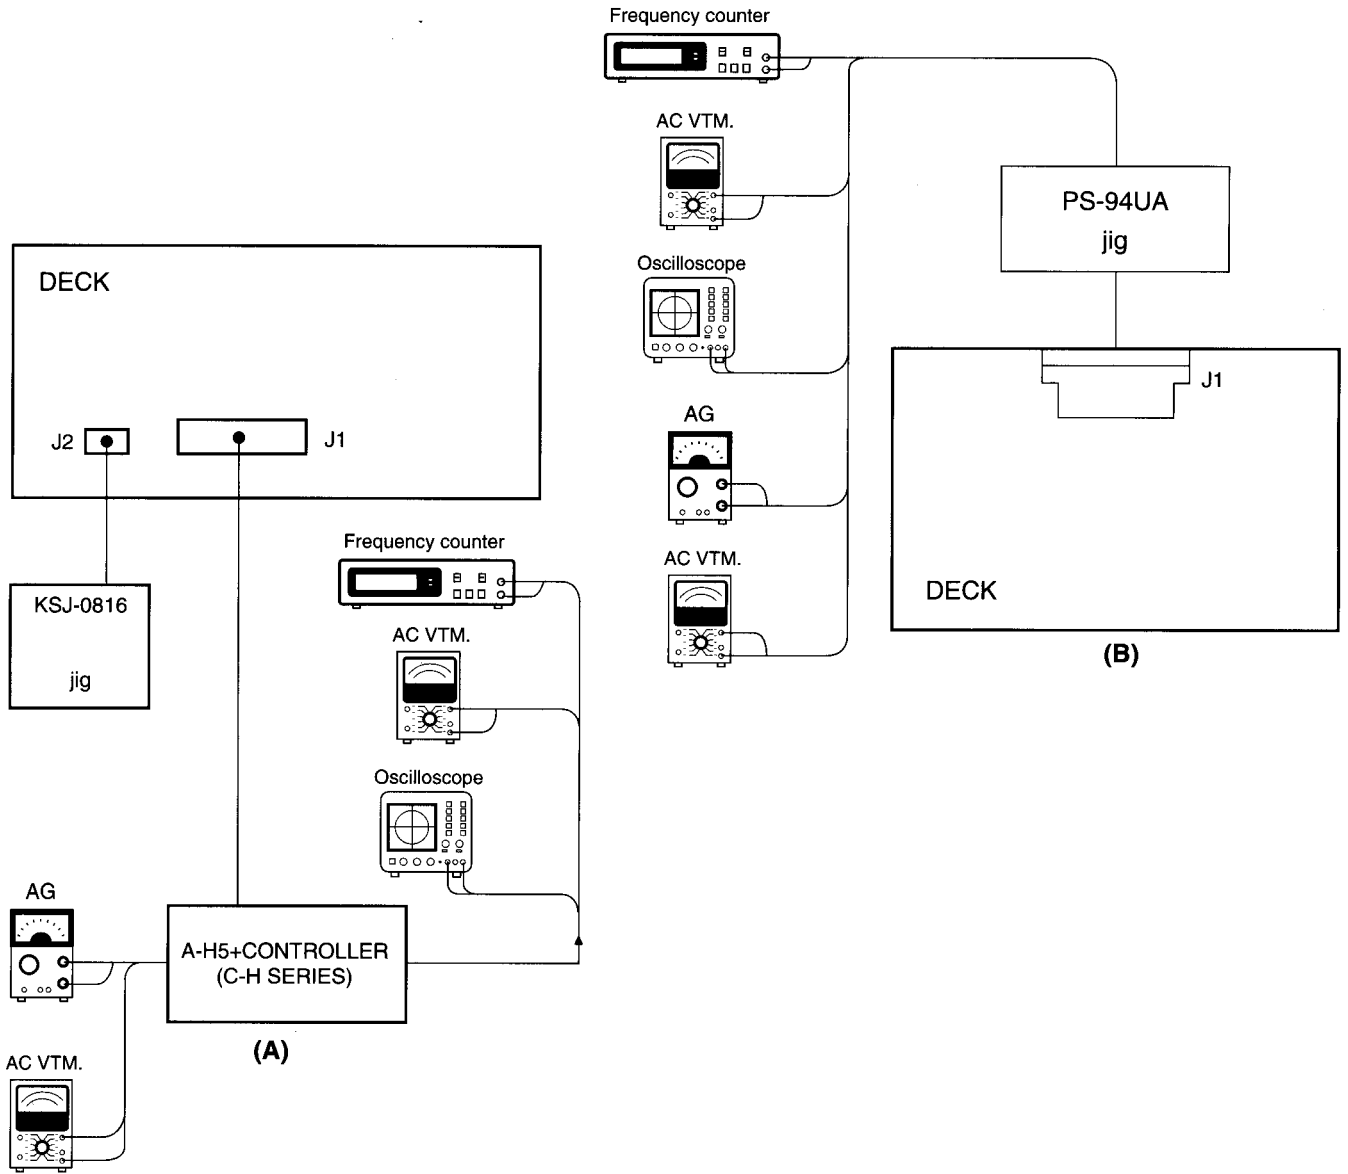 Frequency counter
AC VTM.
Oscilloscope
AG
AC VTM.
PS-94UA
jig
J1
DECK
(B)
DECK
J2
J1
KSJ-0816
jig
Frequency counter
AC VTM.
Oscilloscope
AG
A-H5+CONTROLLER
(C-H SERIES)
(A)
AC VTM.